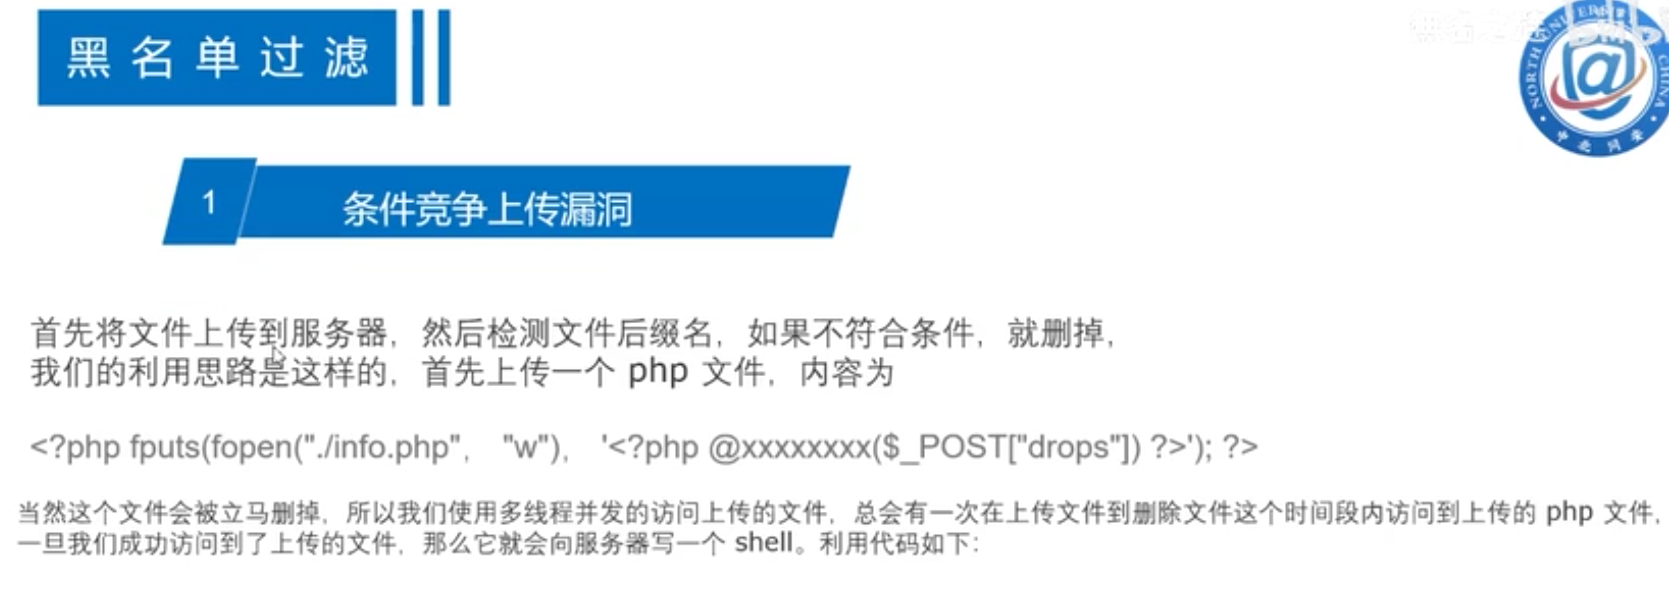 黑名单过滤
1
条件竞争上传漏洞
首先将文件上传到服务器，然后检测文件后缀名，如果不符合条件，就删掉，
我们的利用思路是这样的，首先上传一个 php 文件，内容为
<?php fputs(fopen("./info.php", "w"), '<?php @xxxxxxxx($_POST["drops"]) ?>'); ?>
当然这个文件会被立马删掉，所以我们使用多线程并发的访问上传的文件，总会有一次在上传文件到删除文件这个时间段内访问到上传的 php 文件，
一旦我们成功访问到了上传的文件，那么它就会向服务器写一个 shell。利用代码如下：